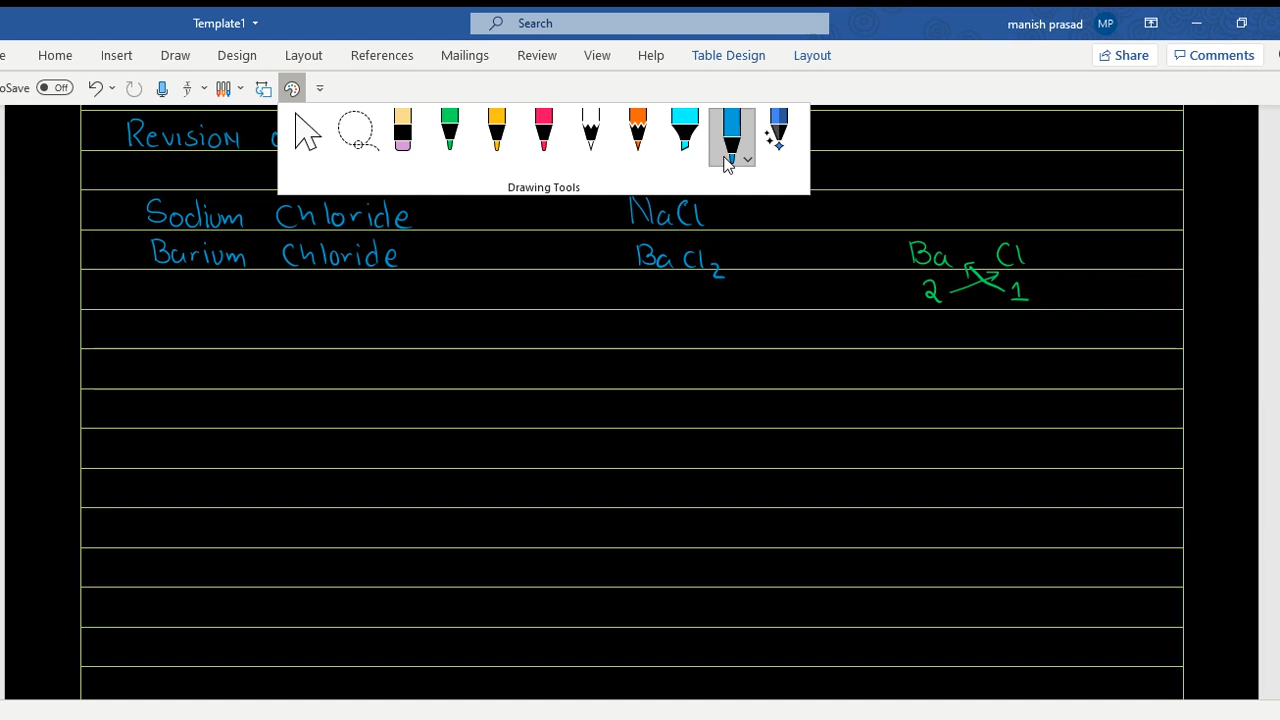 Template1
Search
manish prasad MP
Home Insert Draw Design Layout References Mailings Review View Help Table Design Layout Share Comments
oSave Off
Drawing Tools
Revision
Sodium Chloride NaCl
Barium Chloride BaCl2 Ba Cl
2 1